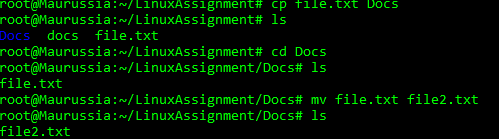 root@Maurussia:~/LinuxAssignment# cp file.txt Docs
root@Maurussia:~/LinuxAssignment# ls
Docs  docs  file.txt
root@Maurussia:~/LinuxAssignment# cd Docs
root@Maurussia:~/LinuxAssignment/Docs# ls
file.txt
root@Maurussia:~/LinuxAssignment/Docs# mv file.txt file2.txt
root@Maurussia:~/LinuxAssignment/Docs# ls
file2.txt